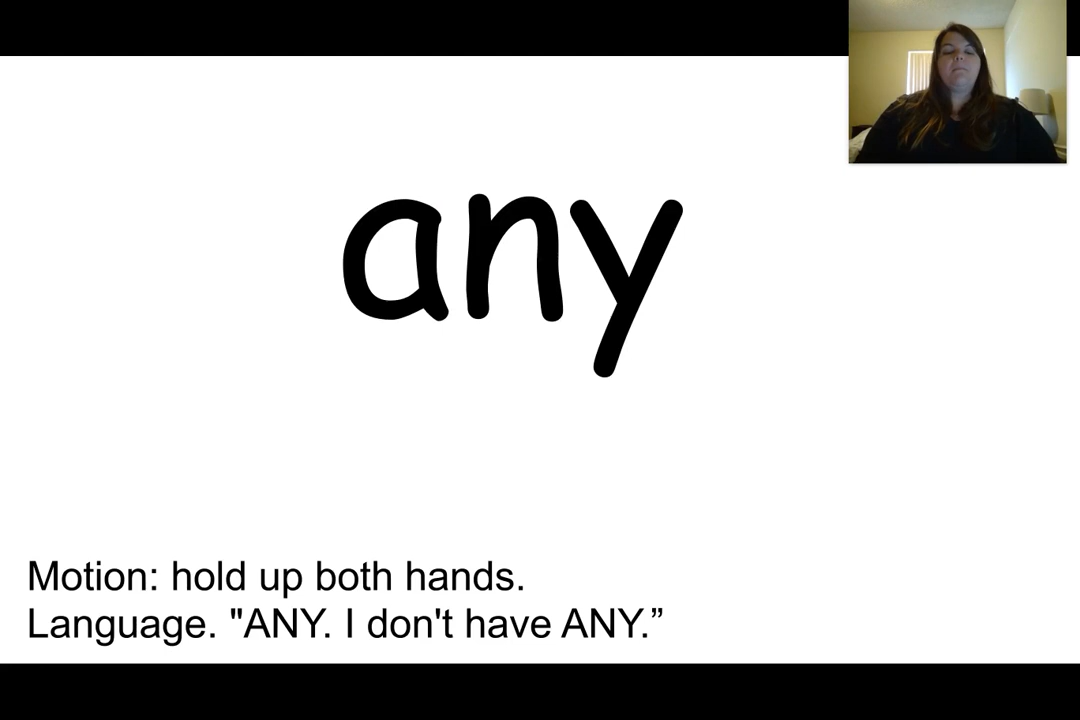 any
Motion: hold up both hands.
Language. "ANY. I don't have ANY.”